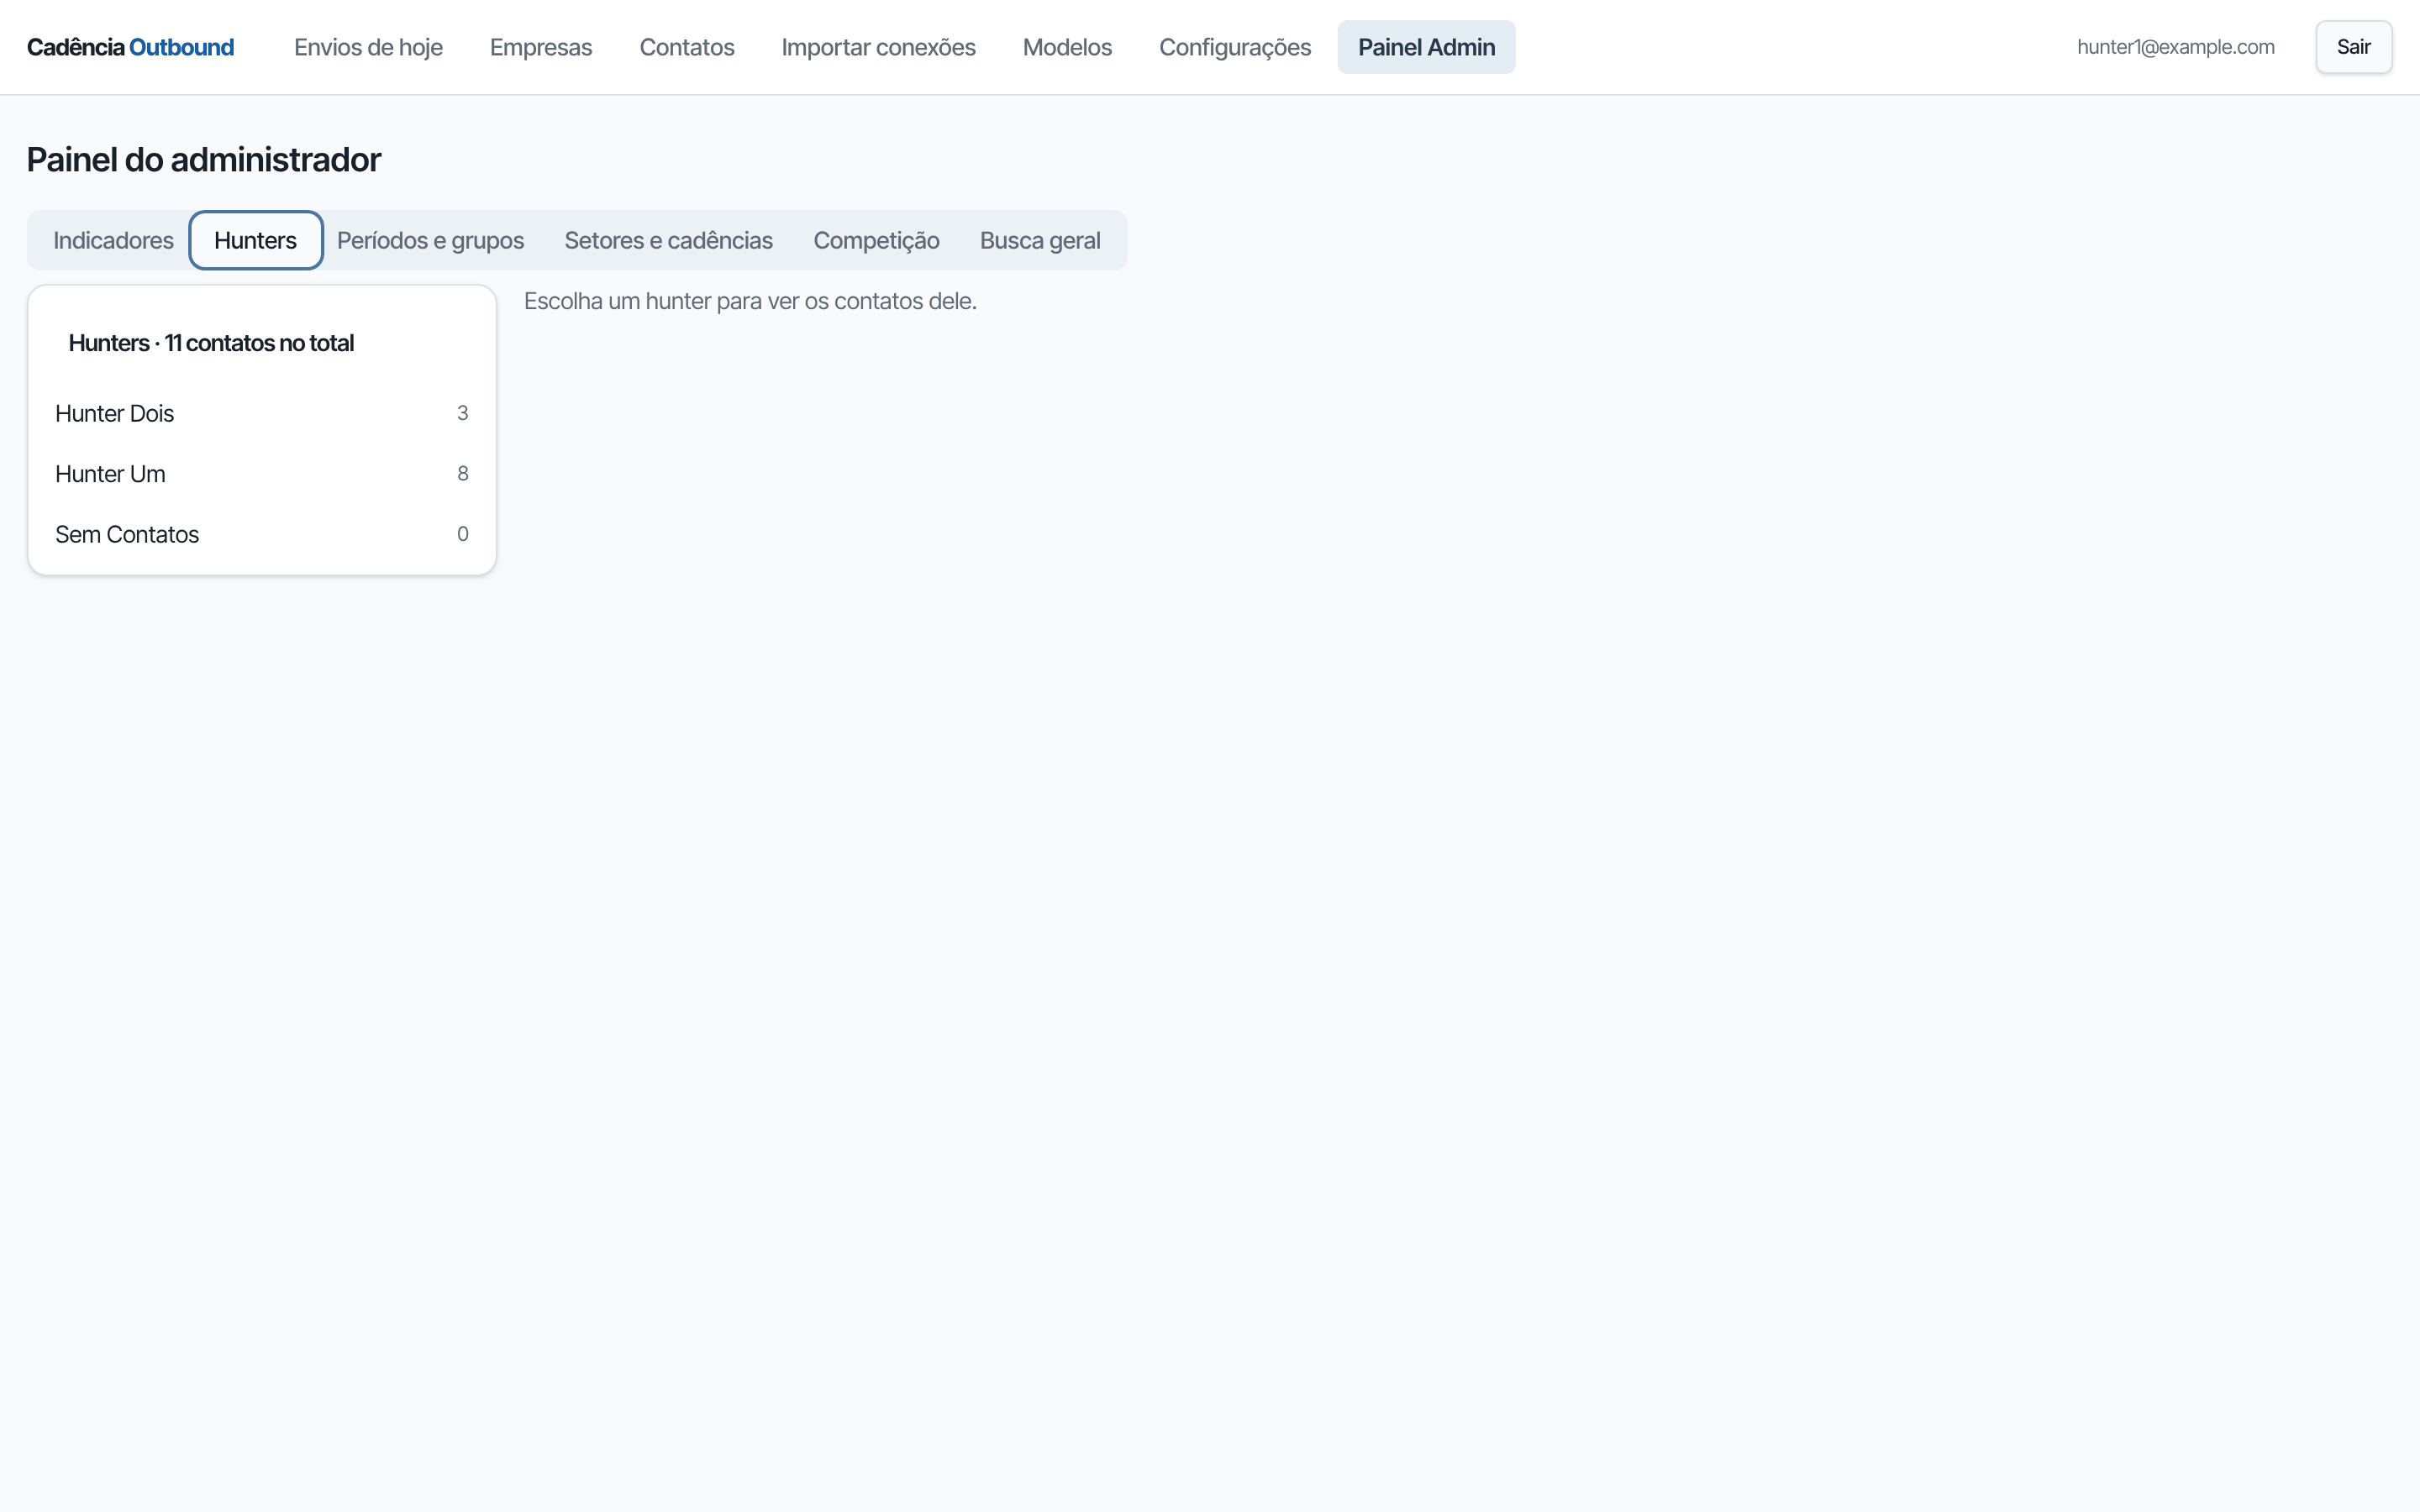 Cadência Outbound Envios de hoje Empresas Contatos Importar conexões Modelos Configurações Painel Admin hunter1@example.com Sair
Painel do administrador
Indicadores Hunters Períodos e grupos Setores e cadências Competição Busca geral
Hunters · 11 contatos no total
Hunter Dois 3
Hunter Um 8
Sem Contatos 0
Escolha um hunter para ver os contatos dele.